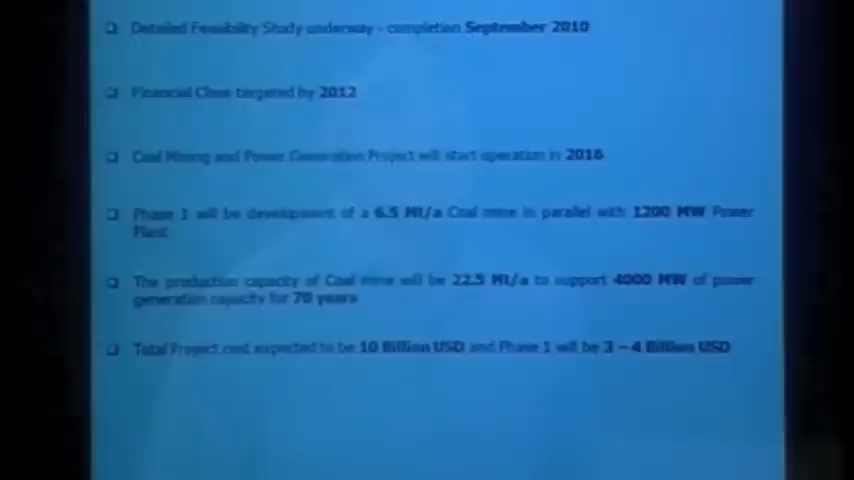 ❑ Detailed Feasibility Study underway - completion September 2010
❑ Financial Close targeted by 2012
❑ Coal Mining and Power Generation Project will start operation in 2016
❑ Phase 1 will be development of a 6.5 Mt/a Coal mine in parallel with 1200 MW Power
Plant
❑ The production capacity of Coal mine will be 22.5 Mt/a to support 4000 MW of power
generation capacity for 70 years
❑ Total Project cost expected to be 10 Billion USD and Phase 1 will be 3 – 4 Billion USD